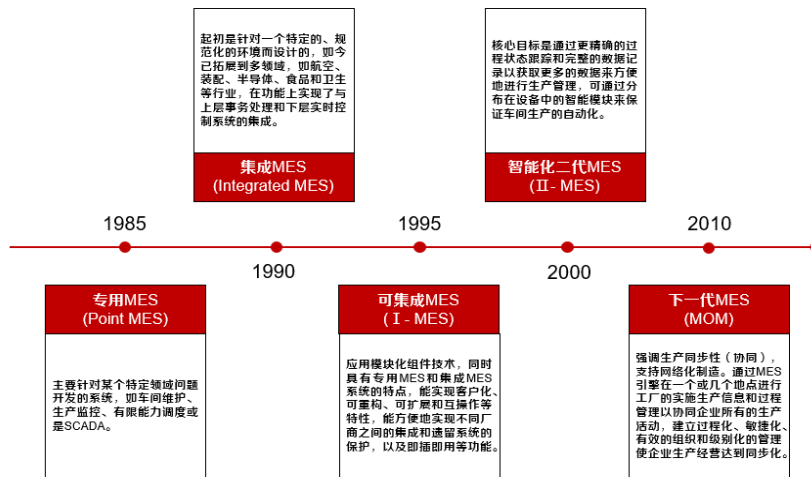 起初是针对一个特定的、规
范化的环境而设计的，如今
已拓展到多领域，如航空、
装配、半导体、食品和卫生
等行业，在功能上实现了与
上层事务处理和下层实时控
制系统的集成。
集成MES
(Integrated MES)
核心目标是通过更精确的过
程状态跟踪和完整的数据记
录以获取更多的数据来方便
地进行生产管理，可通过分
布在设备中的智能模块来保
证车间生产的自动化。
智能化二代MES
(II- MES)
1985
1990
1995
2000
2010
专用MES
(Point MES)
主要针对某个特定领域问题
开发的系统，如车间维护、
生产监控、有限能力调度或
是SCADA。
可集成MES
(I- MES)
应用模块化组件技术，同时
具有专用MES和集成MES
系统的特点，能实现客户化、
可重构、可扩展和互操作等
特性，能方便地实现不同厂
商之间的集成和遗留系统的
保护，以及即插即用等功能。
下一代MES
(MOM)
强调生产同步性（协同），
支持网络化制造。通过MES
引擎在一个或几个地点进行
工厂的实施生产信息和过程
管理以协同企业所有的生产
活动，建立过程化、敏捷化、
有效的组织和级别化的管理
使企业生产经营达到同步化。